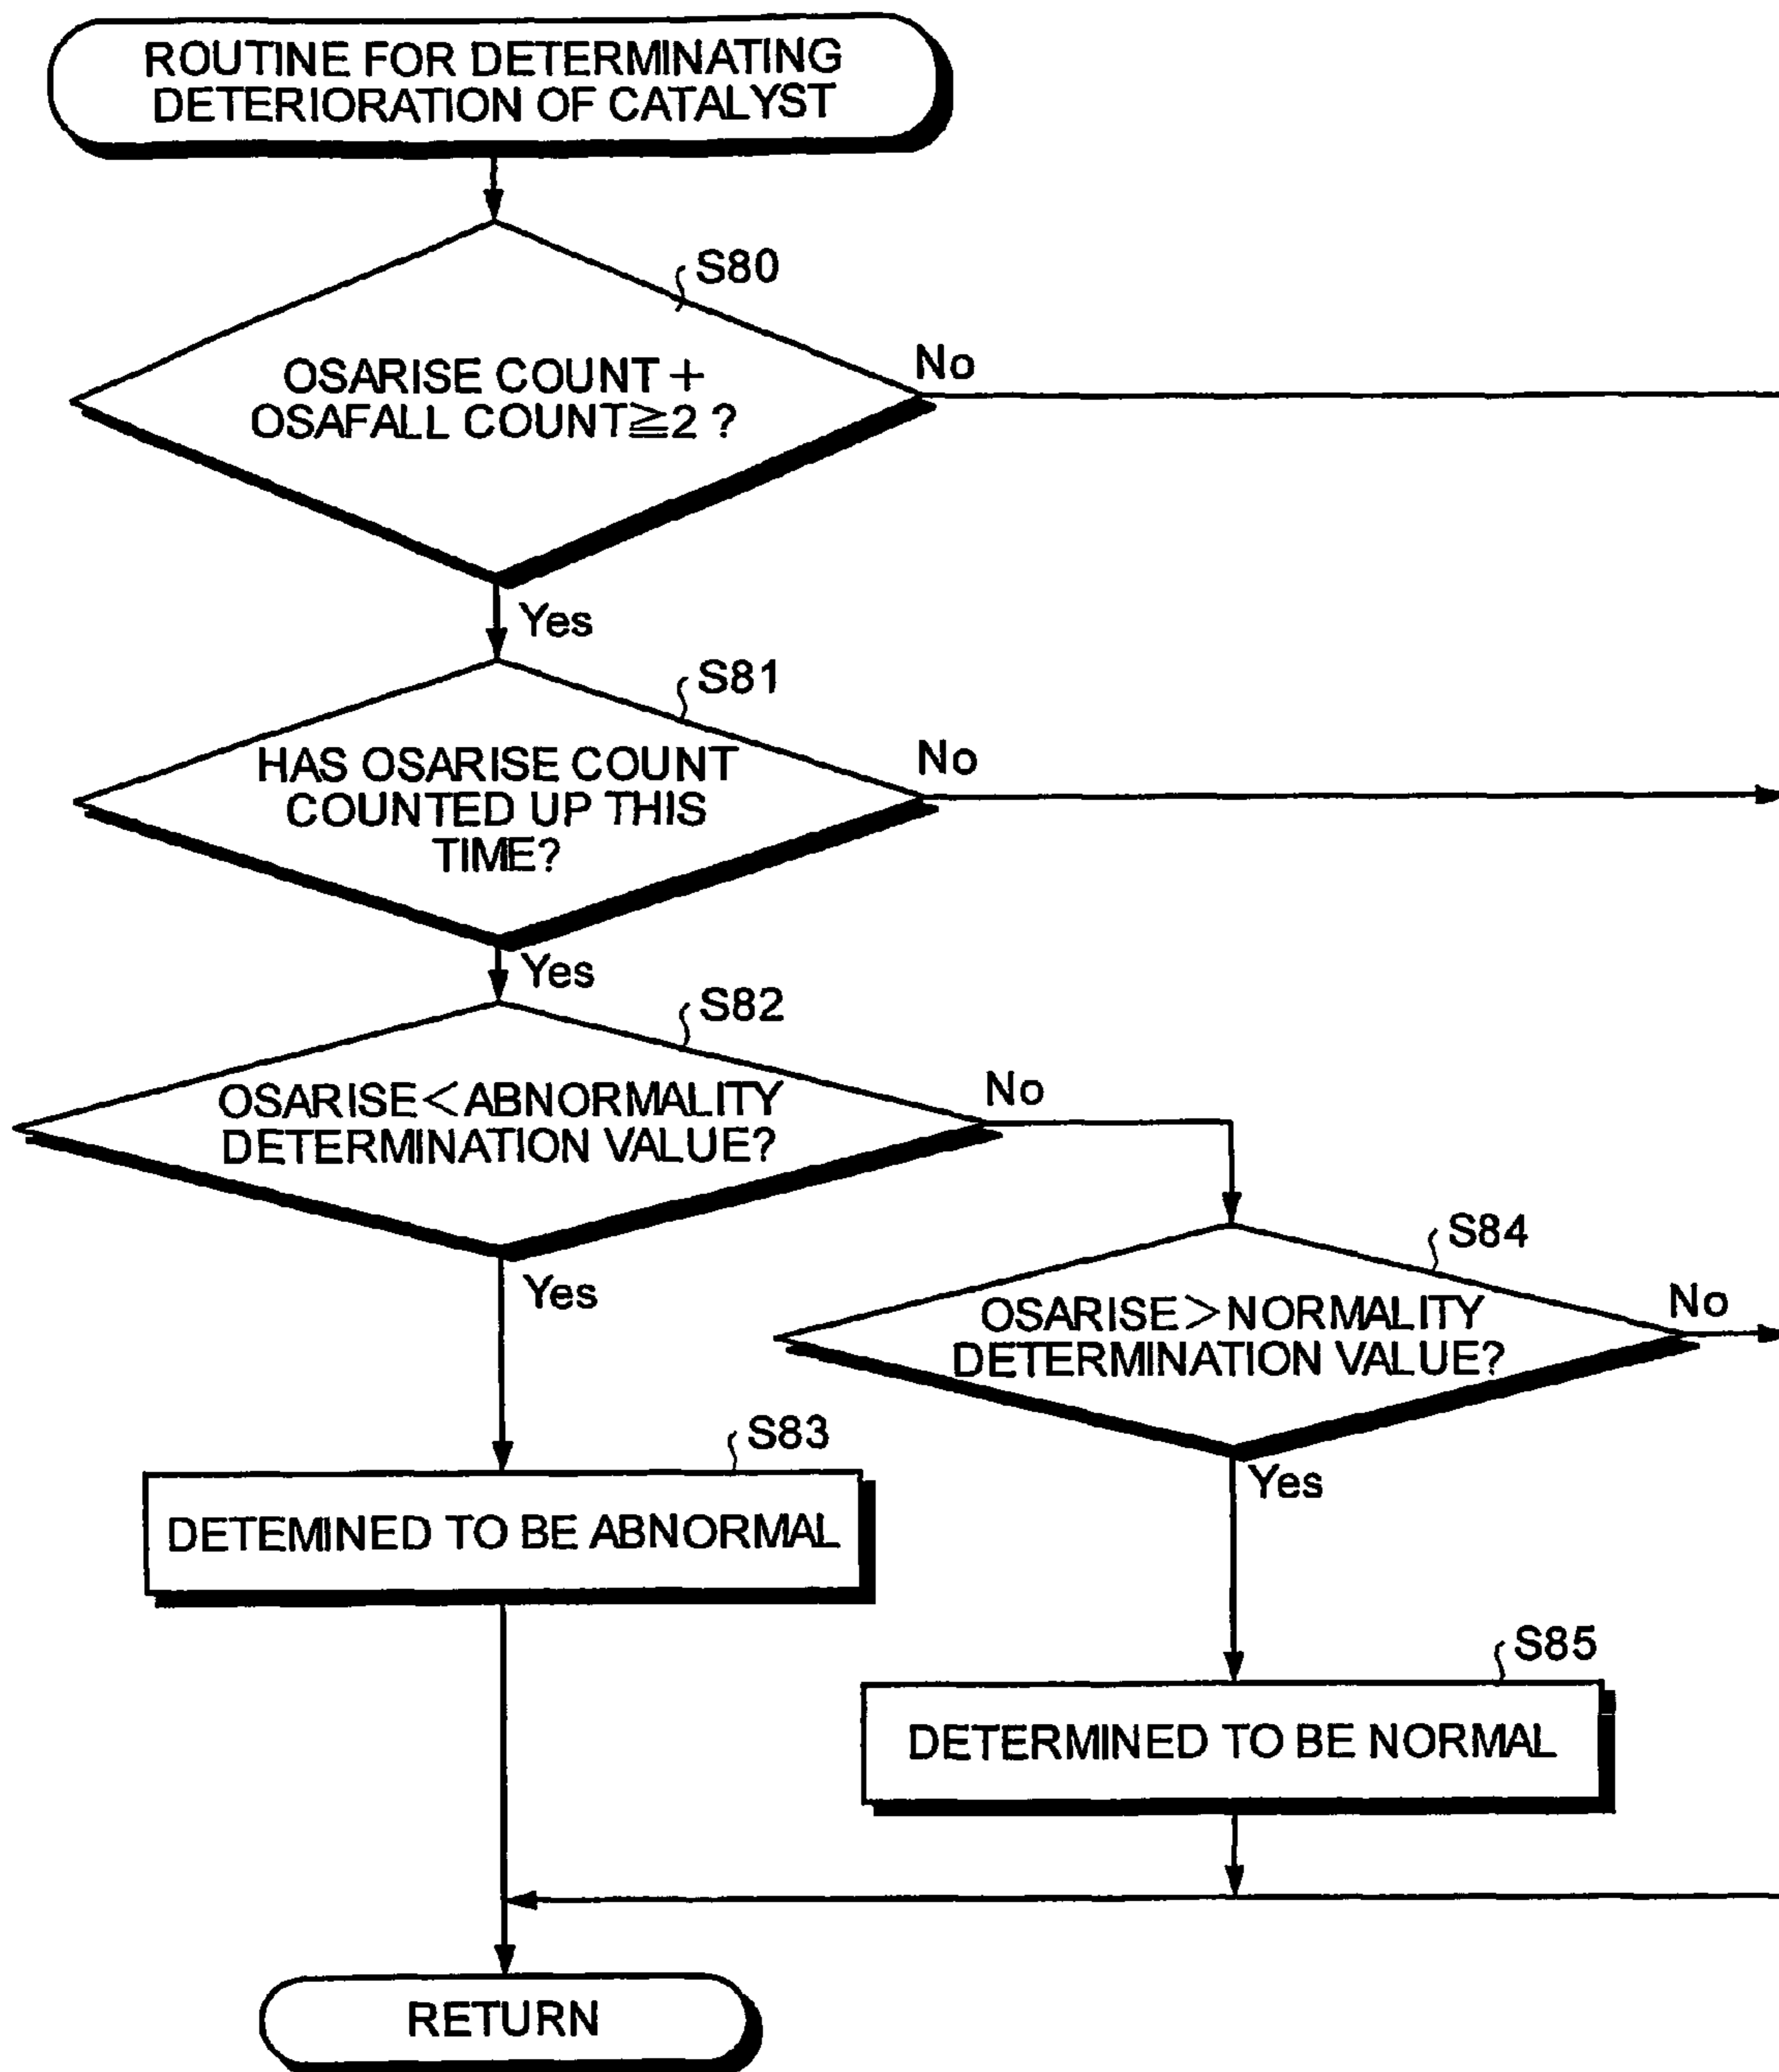 ROUTINE FOR DETERMINATING
DETERIORATION OF CATALYST
S80
OSARISE COUNT +
OSAFALL COUNT≧2 ?
No
Yes
S81
HAS OSARISE COUNT
COUNTED UP THIS
TIME?
No
Yes
S82
OSARISE<ABNORMALITY
DETERMINATION VALUE?
No
Yes
S84
OSARISE>NORMALITY
DETERMINATION VALUE?
No
Yes
S83
DETEMINED TO BE ABNORMAL
S85
DETERMINED TO BE NORMAL
RETURN